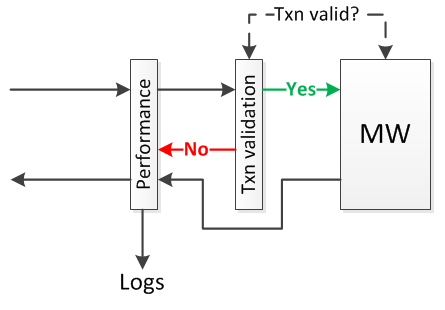 Txn valid?
Performance
Txn validation
Yes
No
MW
Logs